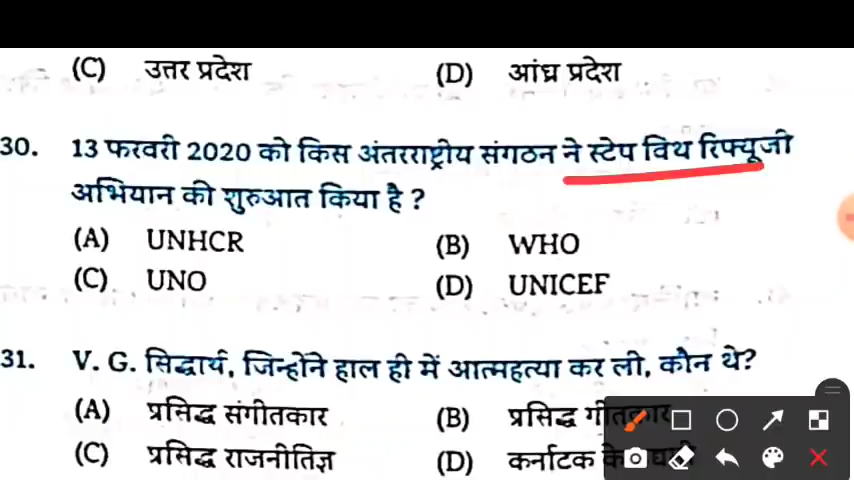 (C) उत्तर प्रदेश (D) आंध्र प्रदेश
30. 13 फरवरी 2020 को किस अंतरराष्ट्रीय संगठन ने स्टेप विथ रिफ्यूजी
अभियान की शुरुआत किया है ?
(A) UNHCR (B) WHO
(C) UNO (D) UNICEF
31. V. G. सिद्धार्थ, जिन्होंने हाल ही में आत्महत्या कर ली, कौन थे?
(A) प्रसिद्ध संगीतकार (B) प्रसिद्ध गीतकार
(C) प्रसिद्ध राजनीतिज्ञ (D) कर्नाटक के